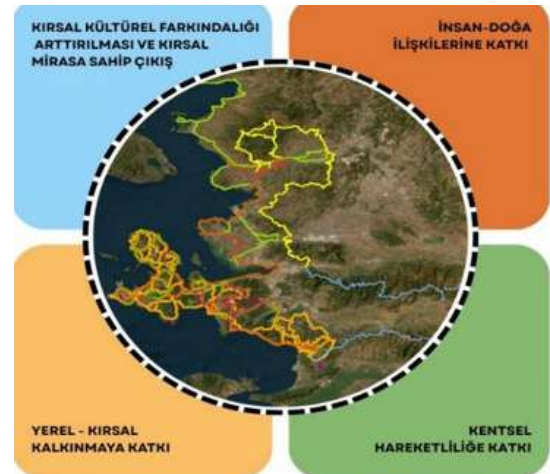 KIRSAL KÜLTÜREL FARKINDALIĞI
ARTTIRILMASI VE KIRSAL
MİRASA SAHİP ÇIKIŞ
İNSAN-DOĞA
İLİŞKİLERİNE KATKI
YEREL - KIRSAL
KALKINMAYA KATKI
KENTSEL
HAREKETLİLİĞE KATKI